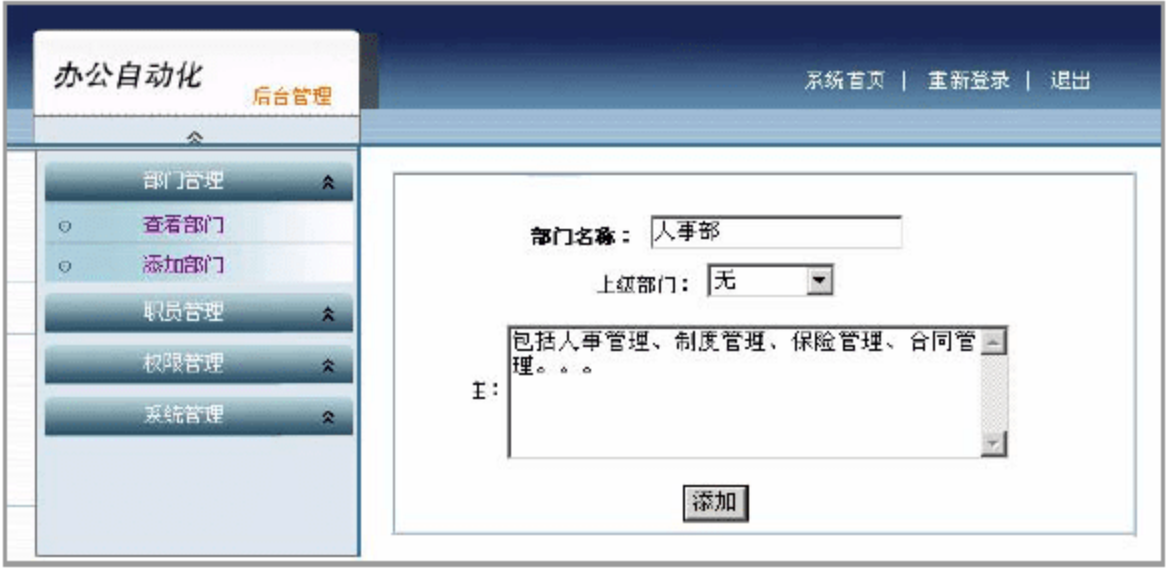 办公自动化
后台管理
系统首页 | 重新登录 | 退出
部门管理
查看部门
添加部门
职员管理
权限管理
系统管理
部门名称：人事部
上级部门：无
主：
包括人事管理、制度管理、保险管理、合同管
理。。。
添加